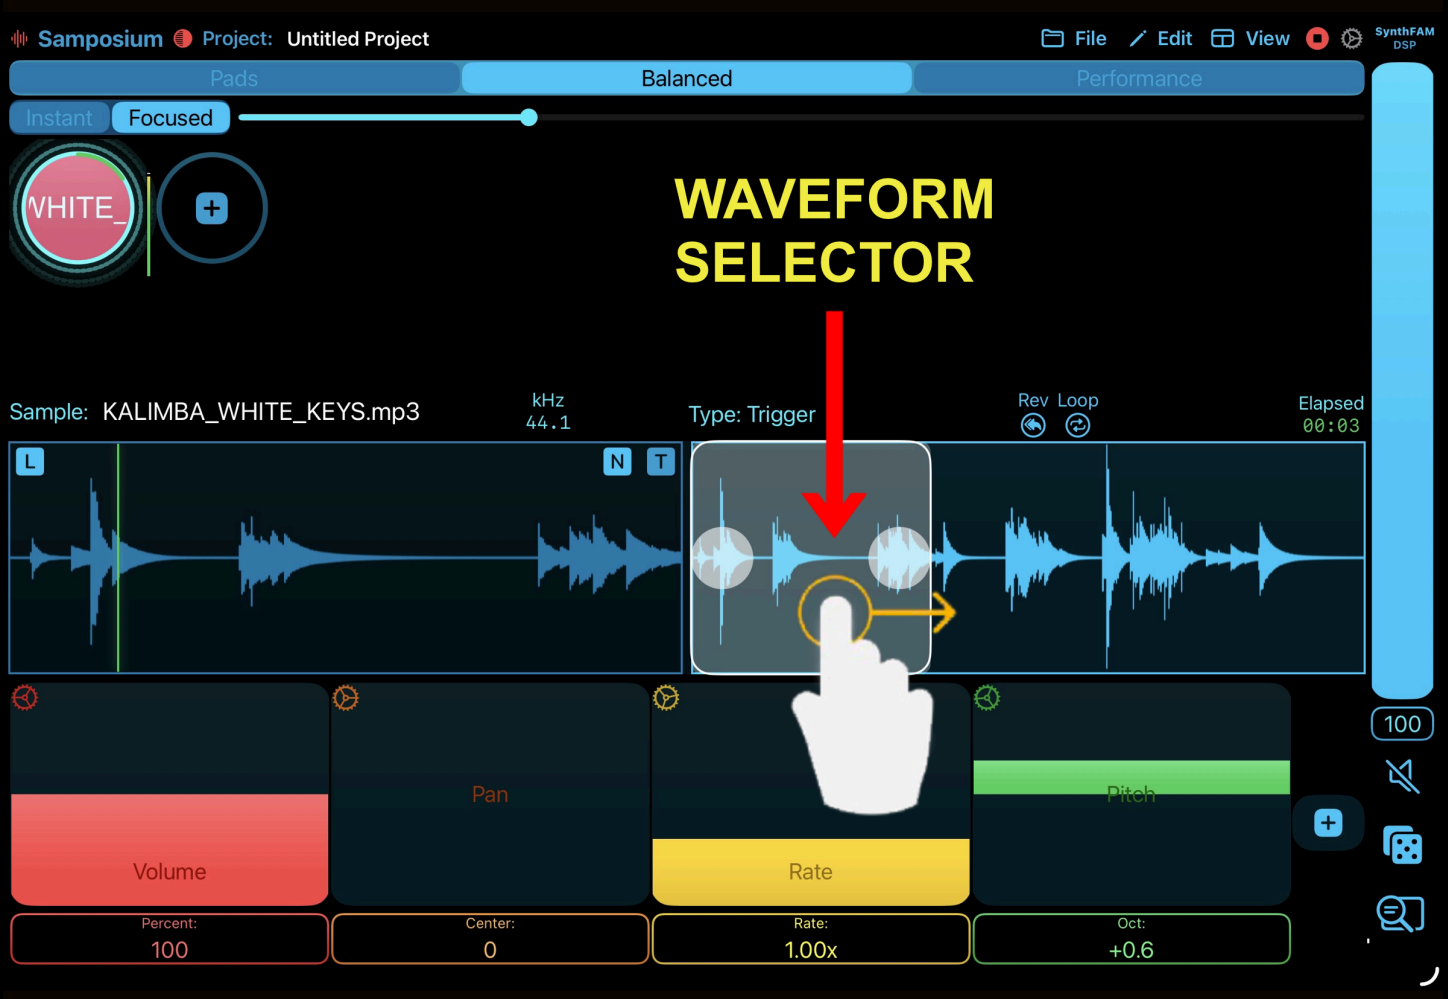 Samposium Project: Untitled Project File Edit View SynthFAM
DSP
Pads Balanced Performance
Instant Focused
WHITE_
WAVEFORM
SELECTOR
Sample: KALIMBA_WHITE_KEYS.mp3 kHz Type: Trigger Rev Loop Elapsed
44.1 00:03
L N T
100
Pan Pitch
Volume Rate
Percent: Center: Rate: Oct:
100 0 1.00x +0.6